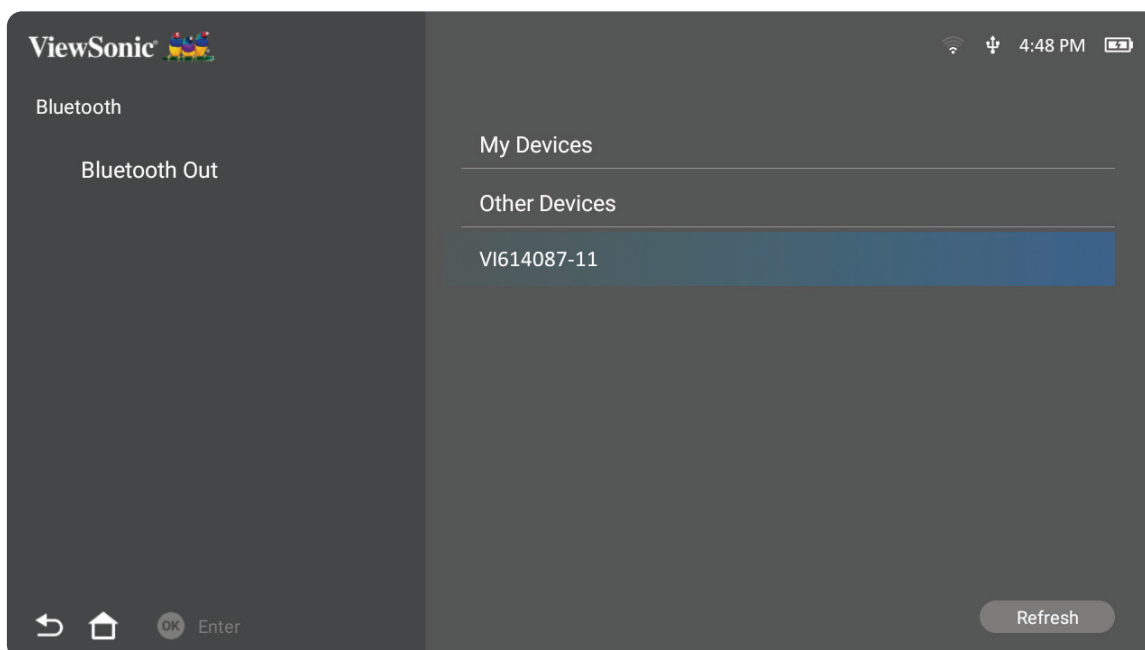 ViewSonic
4:48 PM
Bluetooth
Bluetooth Out
My Devices
Other Devices
VI614087-11
OK Enter
Refresh